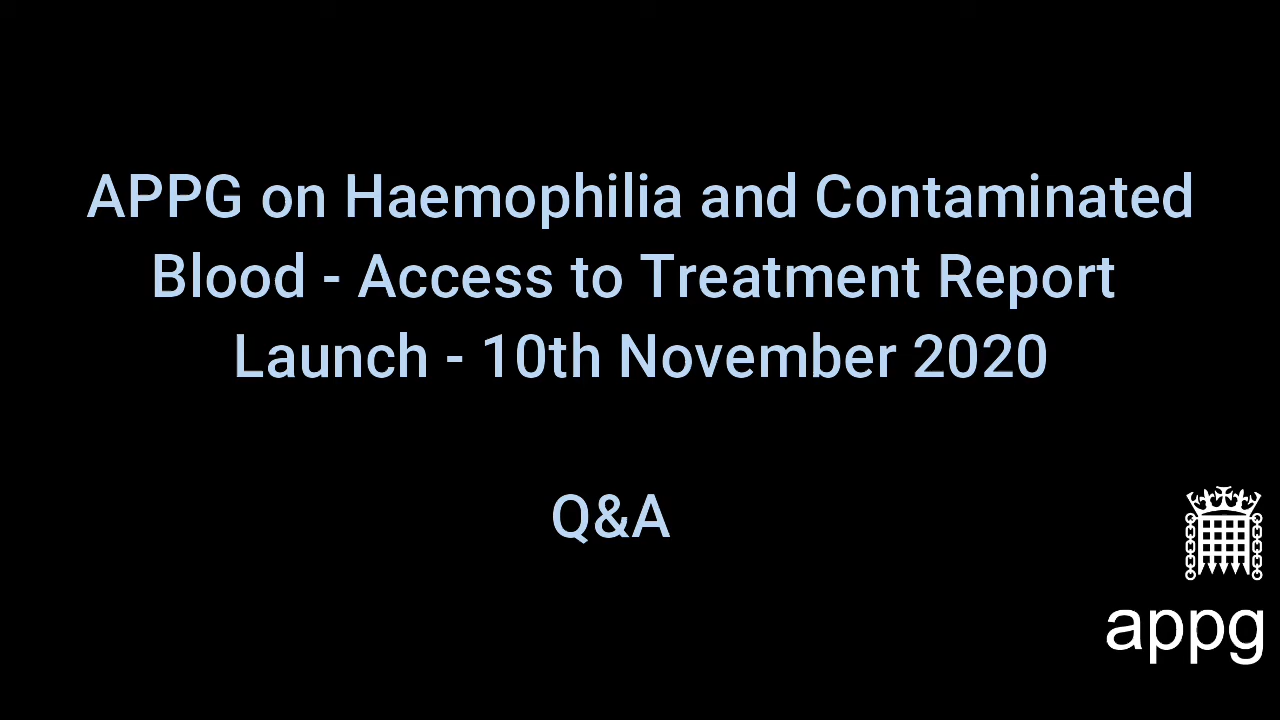 APPG on Haemophilia and Contaminated
Blood - Access to Treatment Report
Launch - 10th November 2020
Q&A
appg